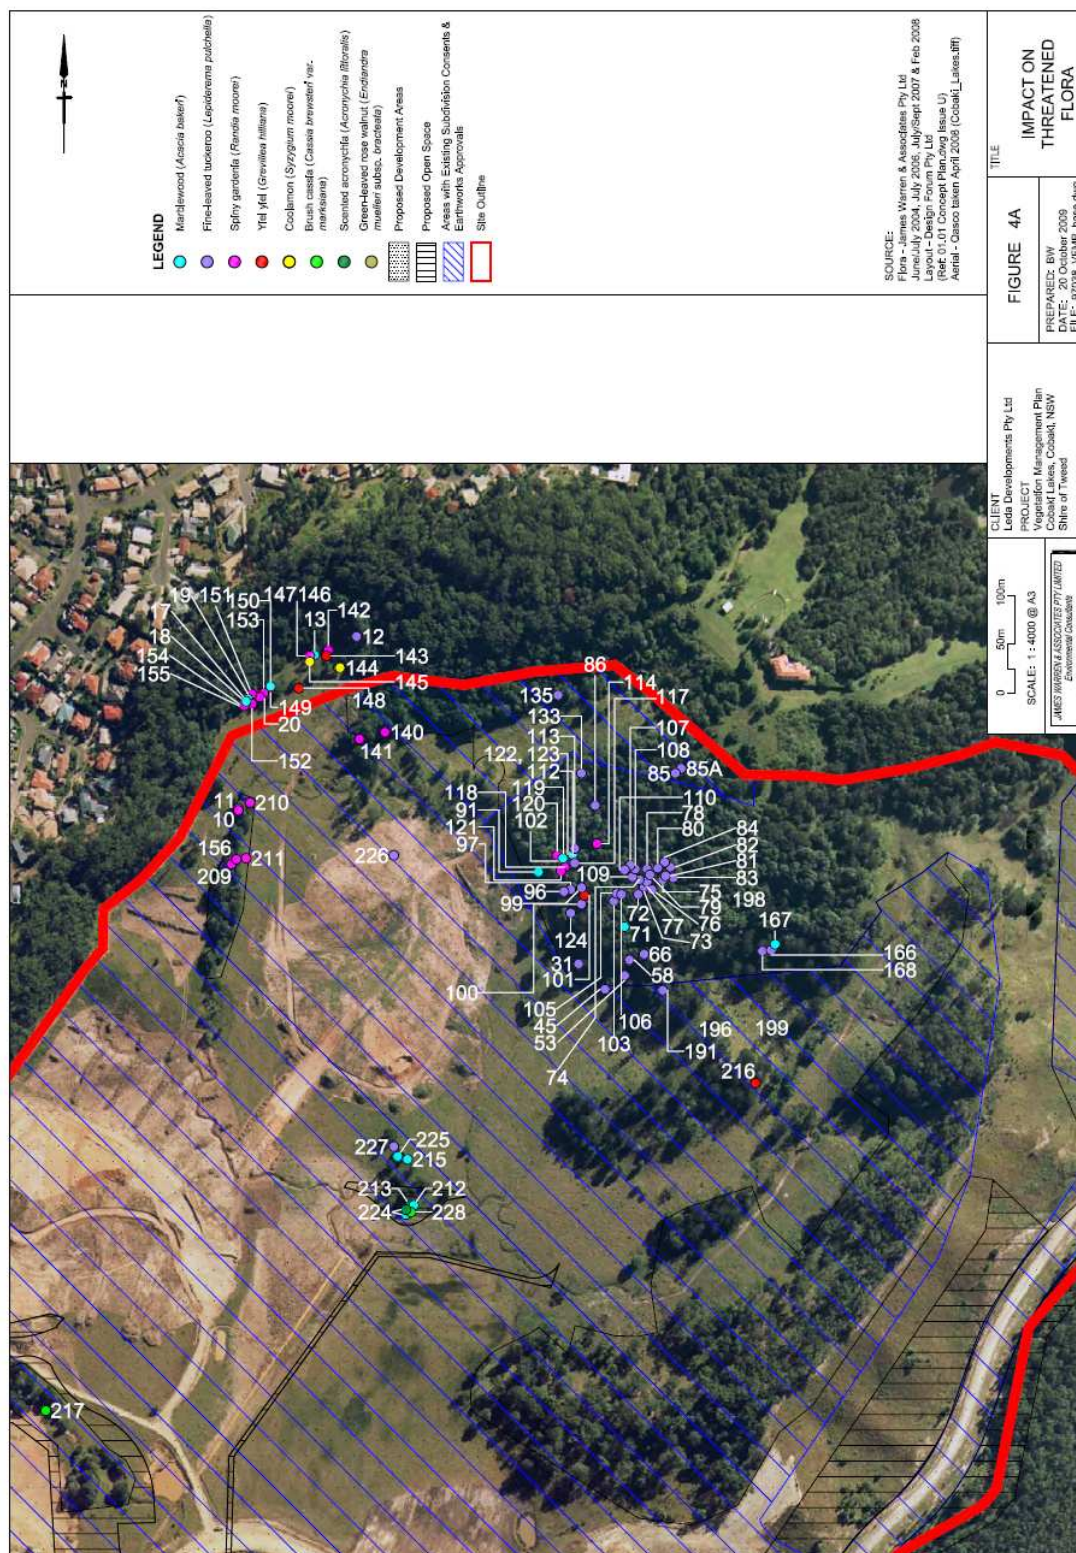 N
LEGEND
Marblewood (Acacia bakeri)
Fine-leaved tuckeroo (Lepiderema pulchella)
Spiny gardenia (Randia moorei)
Yiel yiel (Grevillea hilliana)
Coolamon (Syzygium moorei)
Brush cassia (Cassia brewsteri var.
marksiana)
Scented acronychia (Acronychia littoralis)
Green-leaved rose walnut (Endiandra
muelleri subsp. bracteata)
Proposed Development Areas
Proposed Open Space
Areas with Existing Subdivision Consents &
Earthworks Approvals
Site Outline
SOURCE:
Flora - James Warren & Associates Pty Ltd
June/July 2004, July 2006, July/Sept 2007 & Feb 2008
Layout - Design Forum Pty Ltd
(Ref: 01.01 Concept Plan.dwg Issue U)
Aerial - Qasco taken April 2008 (Cobaki_Lakes.tiff)
TITLE
IMPACT ON
THREATENED
FLORA
FIGURE 4A
PREPARED: BW
DATE: 20 October 2009
CLIENT
Leda Developments Pty Ltd
PROJECT
Vegetation Management Plan
Cobaki Lakes, Cobaki, NSW
Shire of Tweed
0 50m 100m
SCALE: 1 : 4000 @ A3
JAMES WARREN & ASSOCIATES PTY LIMITED
Environmental Consultants
19, 151
150
147
146
17
153
13
142
18
12
154
143
155
144
145
149
148
20
152
140
141
86
114
135
117
133
107
113
108
122, 123
85A
85
112
119
110
118
120
78
91
102
80
121
84
97
82
81
109
83
11
210
10
156
211
209
226
96
99
75
198
79
72
77
76
71
73
124
167
31
66
166
58
168
100
101
105
45
106
53
103
196
199
191
74
216
227
225
215
213
212
224
228
217